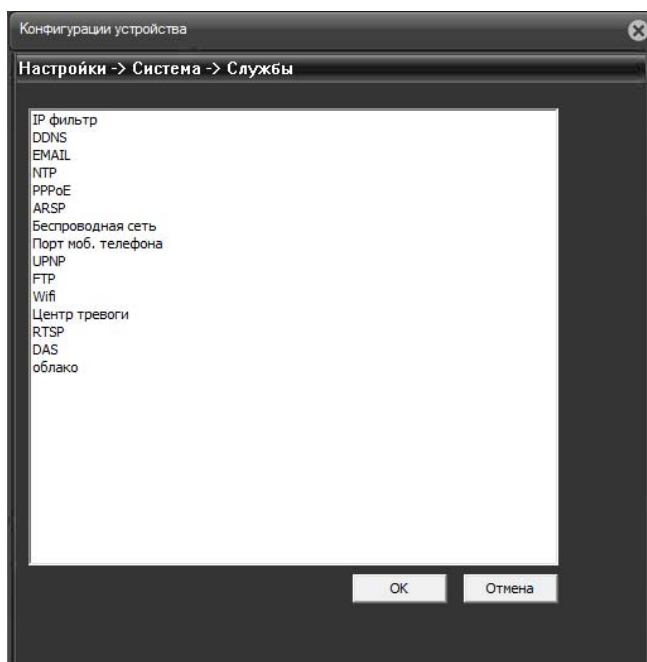 Конфигурации устройства
Настройки -> Система -> Службы
IP фильтр
DDNS
EMAIL
NTP
PPPoE
ARSP
Беспроводная сеть
Порт моб. телефона
UPNP
FTP
Wifi
Центр тревоги
RTSP
DAS
облако
OK
Отмена